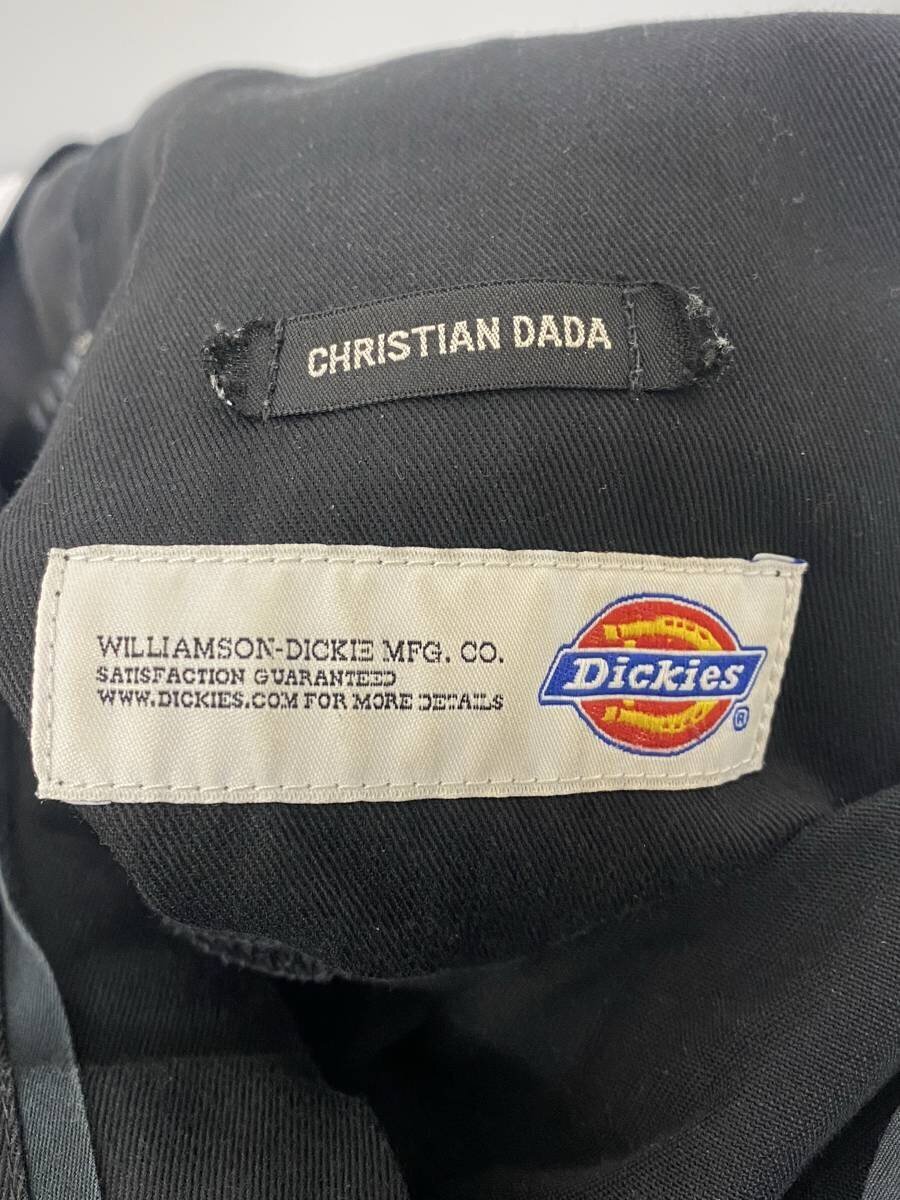 CHRISTIAN DADA
WILLIAMSON-DICKIE MFG. CO.
SATISFACTION GUARANTEED
WWW.DICKIES.COM FOR MORE DETAILS
Dickies
®